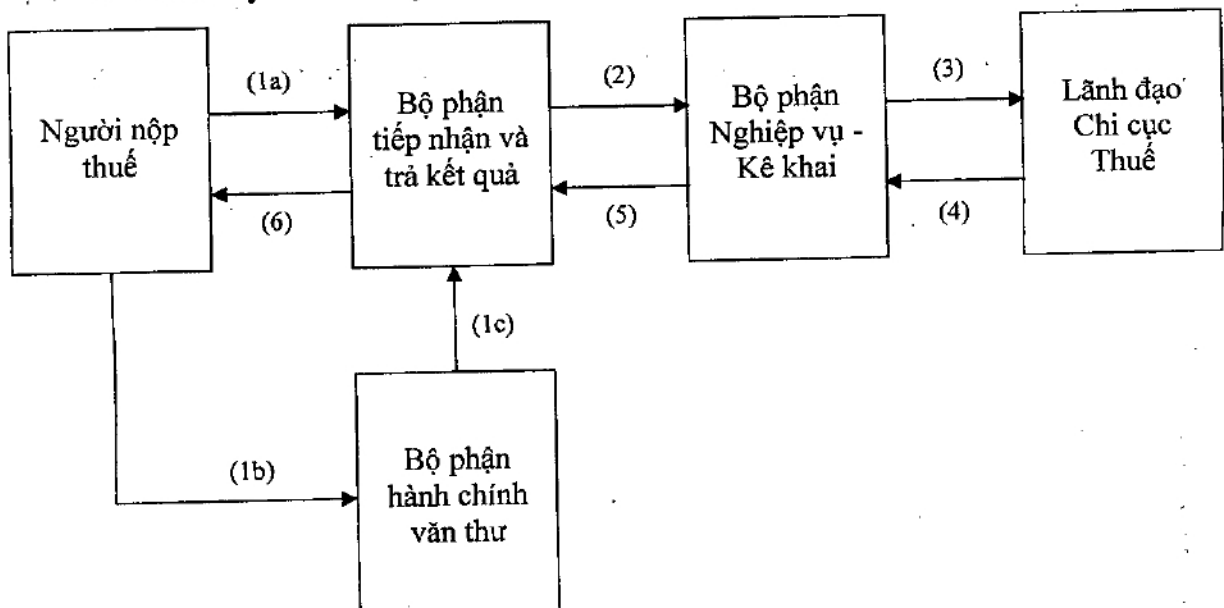 (1a)
(2)
(3)
Người nộp
thuế
Bộ phận
tiếp nhận và
trả kết quả
Bộ phận
Nghiệp vụ -
Kê khai
Lãnh đạo
Chi cục
Thuế
(6)
(5)
(4)
(1c)
(1b)
Bộ phận
hành chính
văn thư